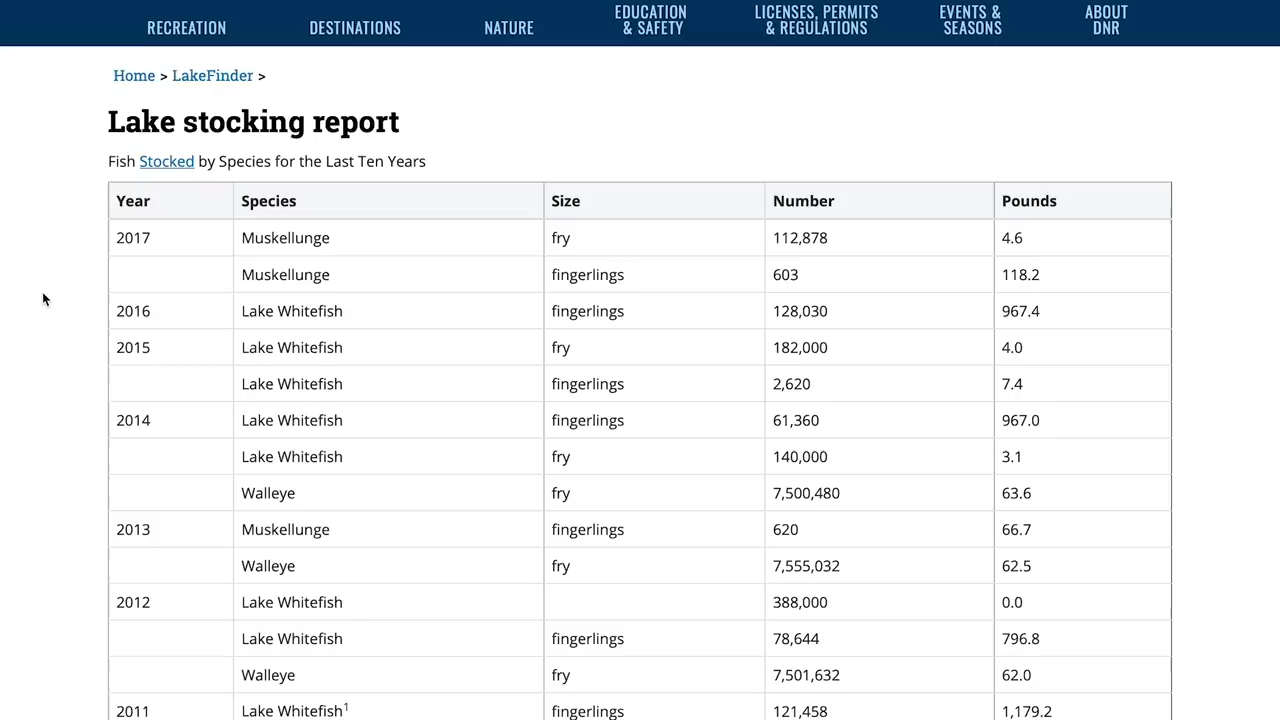 RECREATION DESTINATIONS NATURE EDUCATION & SAFETY LICENSES, PERMITS & REGULATIONS EVENTS & SEASONS ABOUT DNR
Home > LakeFinder >
Lake stocking report
Fish Stocked by Species for the Last Ten Years
Year Species Size Number Pounds
2017 Muskellunge fry 112,878 4.6
Muskellunge fingerlings 603 118.2
2016 Lake Whitefish fingerlings 128,030 967.4
2015 Lake Whitefish fry 182,000 4.0
Lake Whitefish fingerlings 2,620 7.4
2014 Lake Whitefish fingerlings 61,360 967.0
Lake Whitefish fry 140,000 3.1
Walleye fry 7,500,480 63.6
2013 Muskellunge fingerlings 620 66.7
Walleye fry 7,555,032 62.5
2012 Lake Whitefish 388,000 0.0
Lake Whitefish fingerlings 78,644 796.8
Walleye fry 7,501,632 62.0
2011 Lake Whitefish¹ fingerlings 121,458 1,179.2